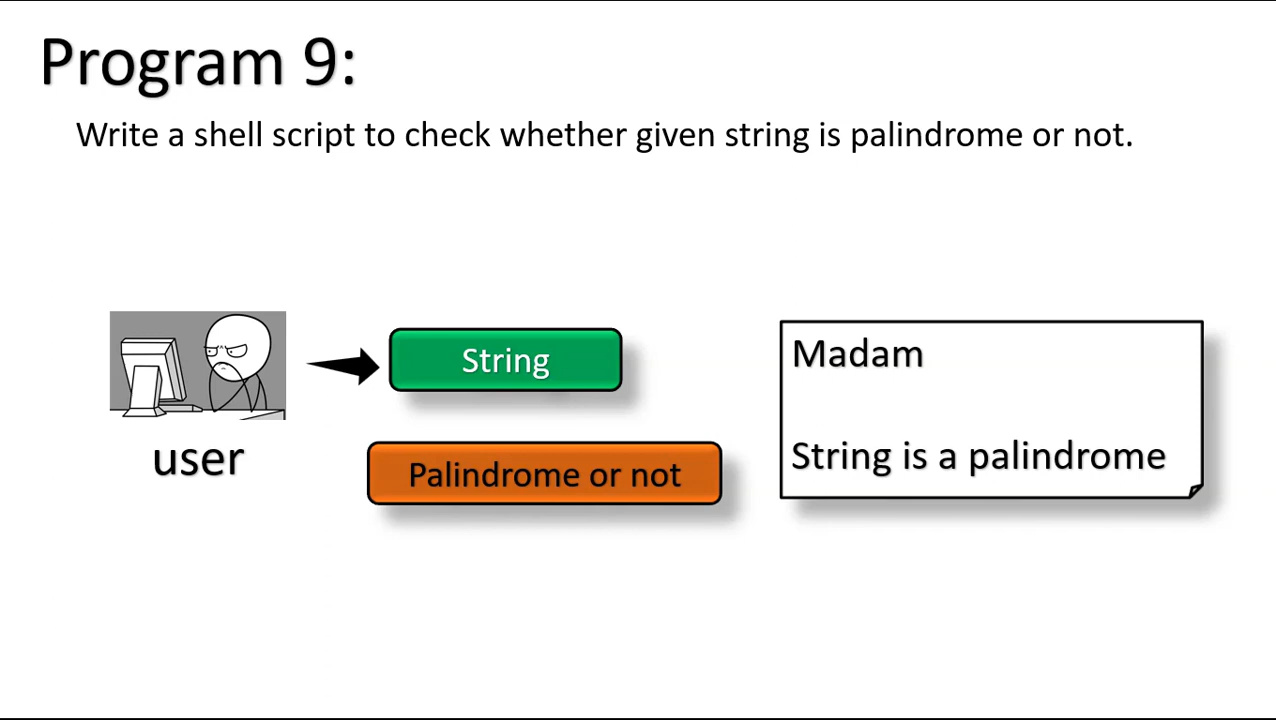 Program 9:
Write a shell script to check whether given string is palindrome or not.
String
Palindrome or not
user
Madam
String is a palindrome